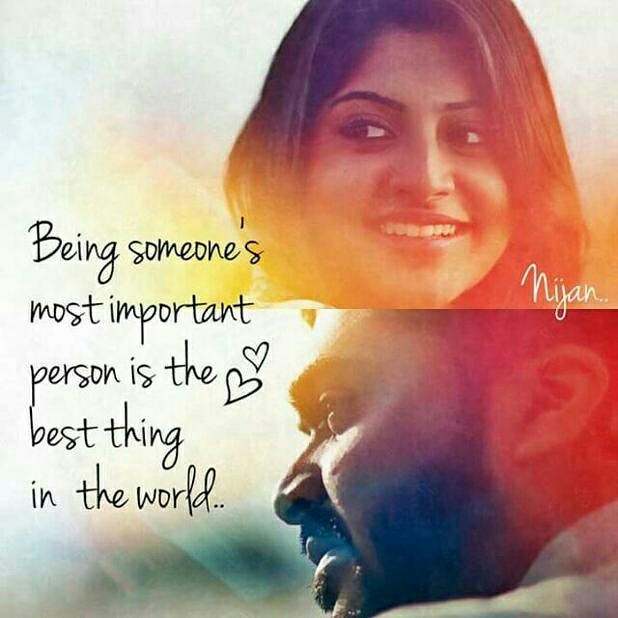 Being someone's
most important
person is the
best thing
in the world..
Nijan..